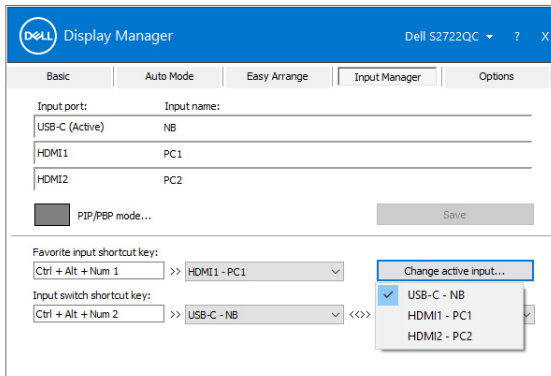 DELL Display Manager Dell S2722QC ? X
Basic Auto Mode Easy Arrange Input Manager Options
Input port: Input name:
USB-C (Active) NB
HDMI1 PC1
HDMI2 PC2
PIP/PBP mode... Save
Favorite input shortcut key:
Ctrl + Alt + Num 1 >> HDMI1 - PC1 Change active input...
Input switch shortcut key:
Ctrl + Alt + Num 2 >> USB-C - NB <<>>
USB-C - NB
HDMI1 - PC1
HDMI2 - PC2